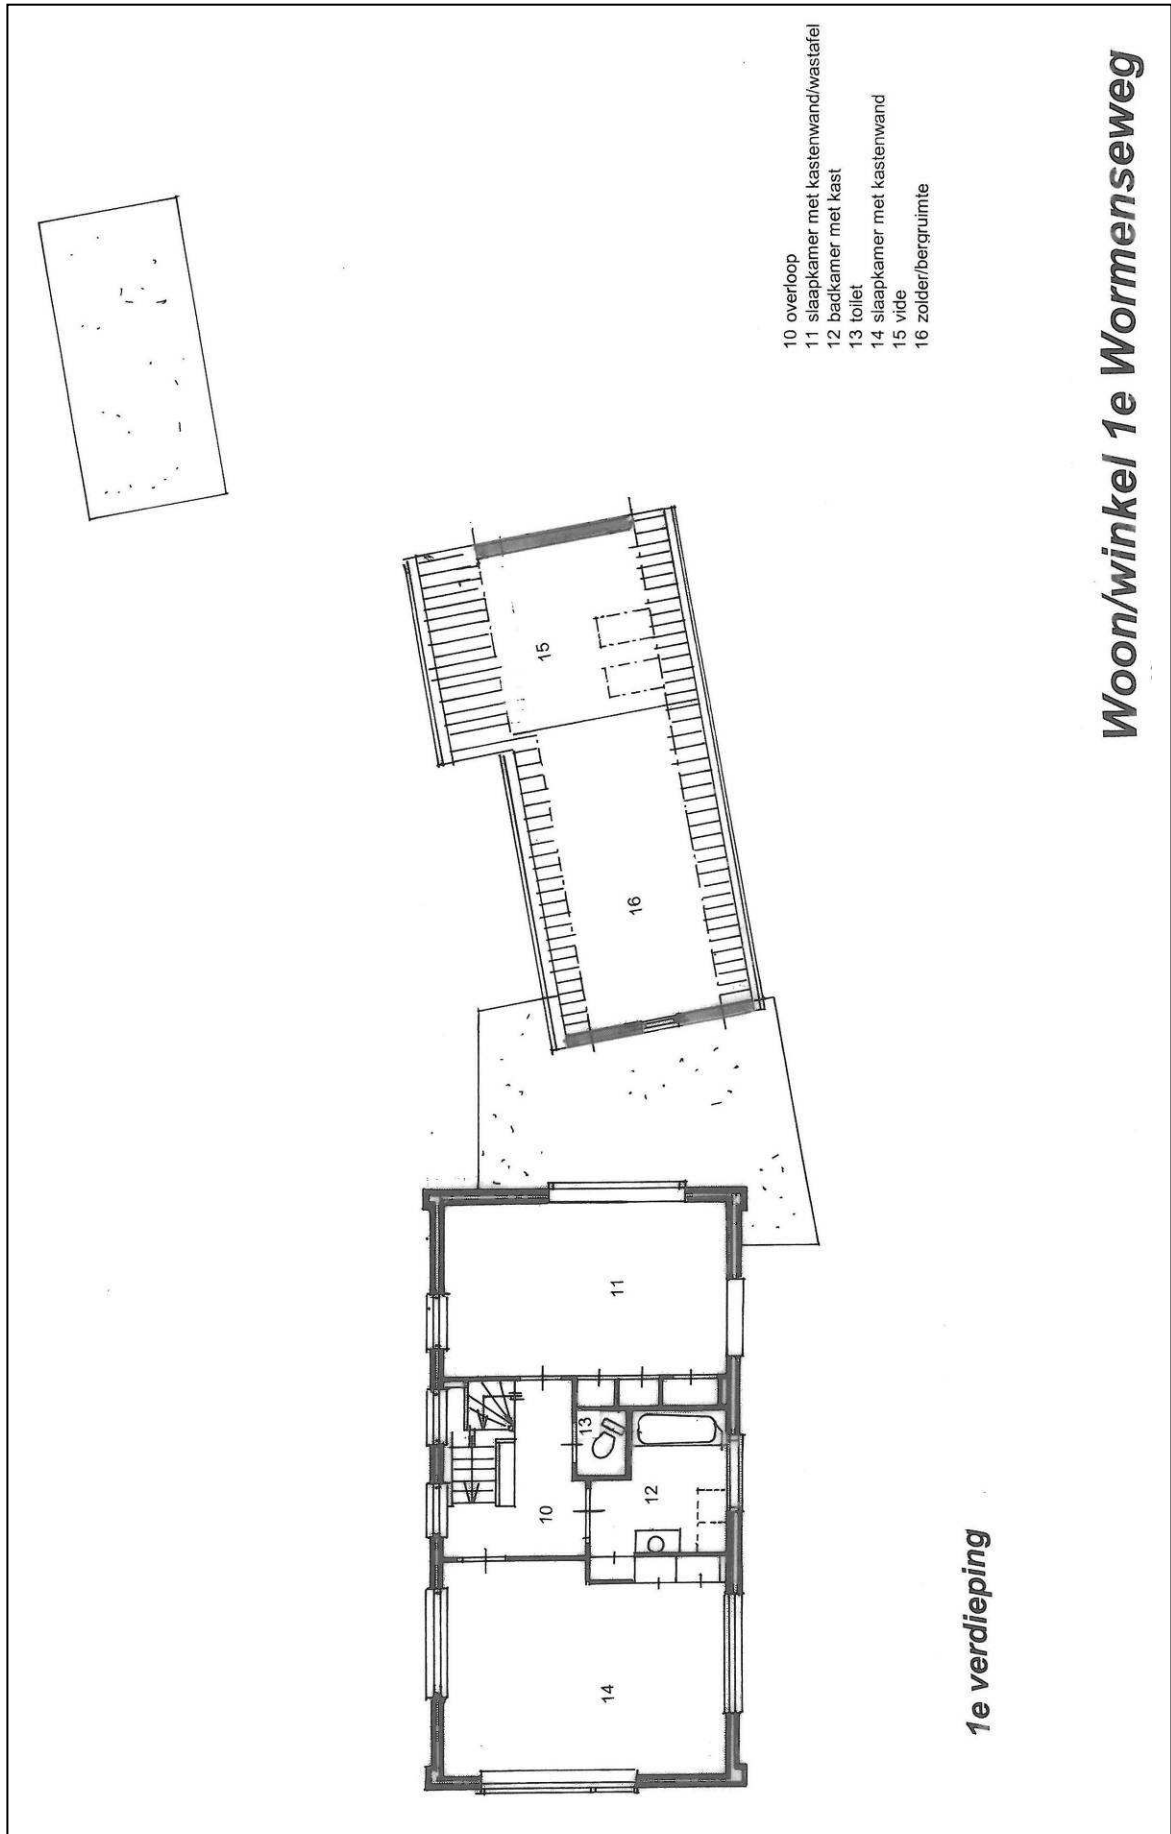 10 overloop
11 slaapkamer met kastenwand/wastafel
12 badkamer met kast
13 toilet
14 slaapkamer met kastenwand
15 vide
16 zolder/bergruimte
14
10
12
13
11
16
15
1e verdieping
Woon/winkel 1e Wormenseweg